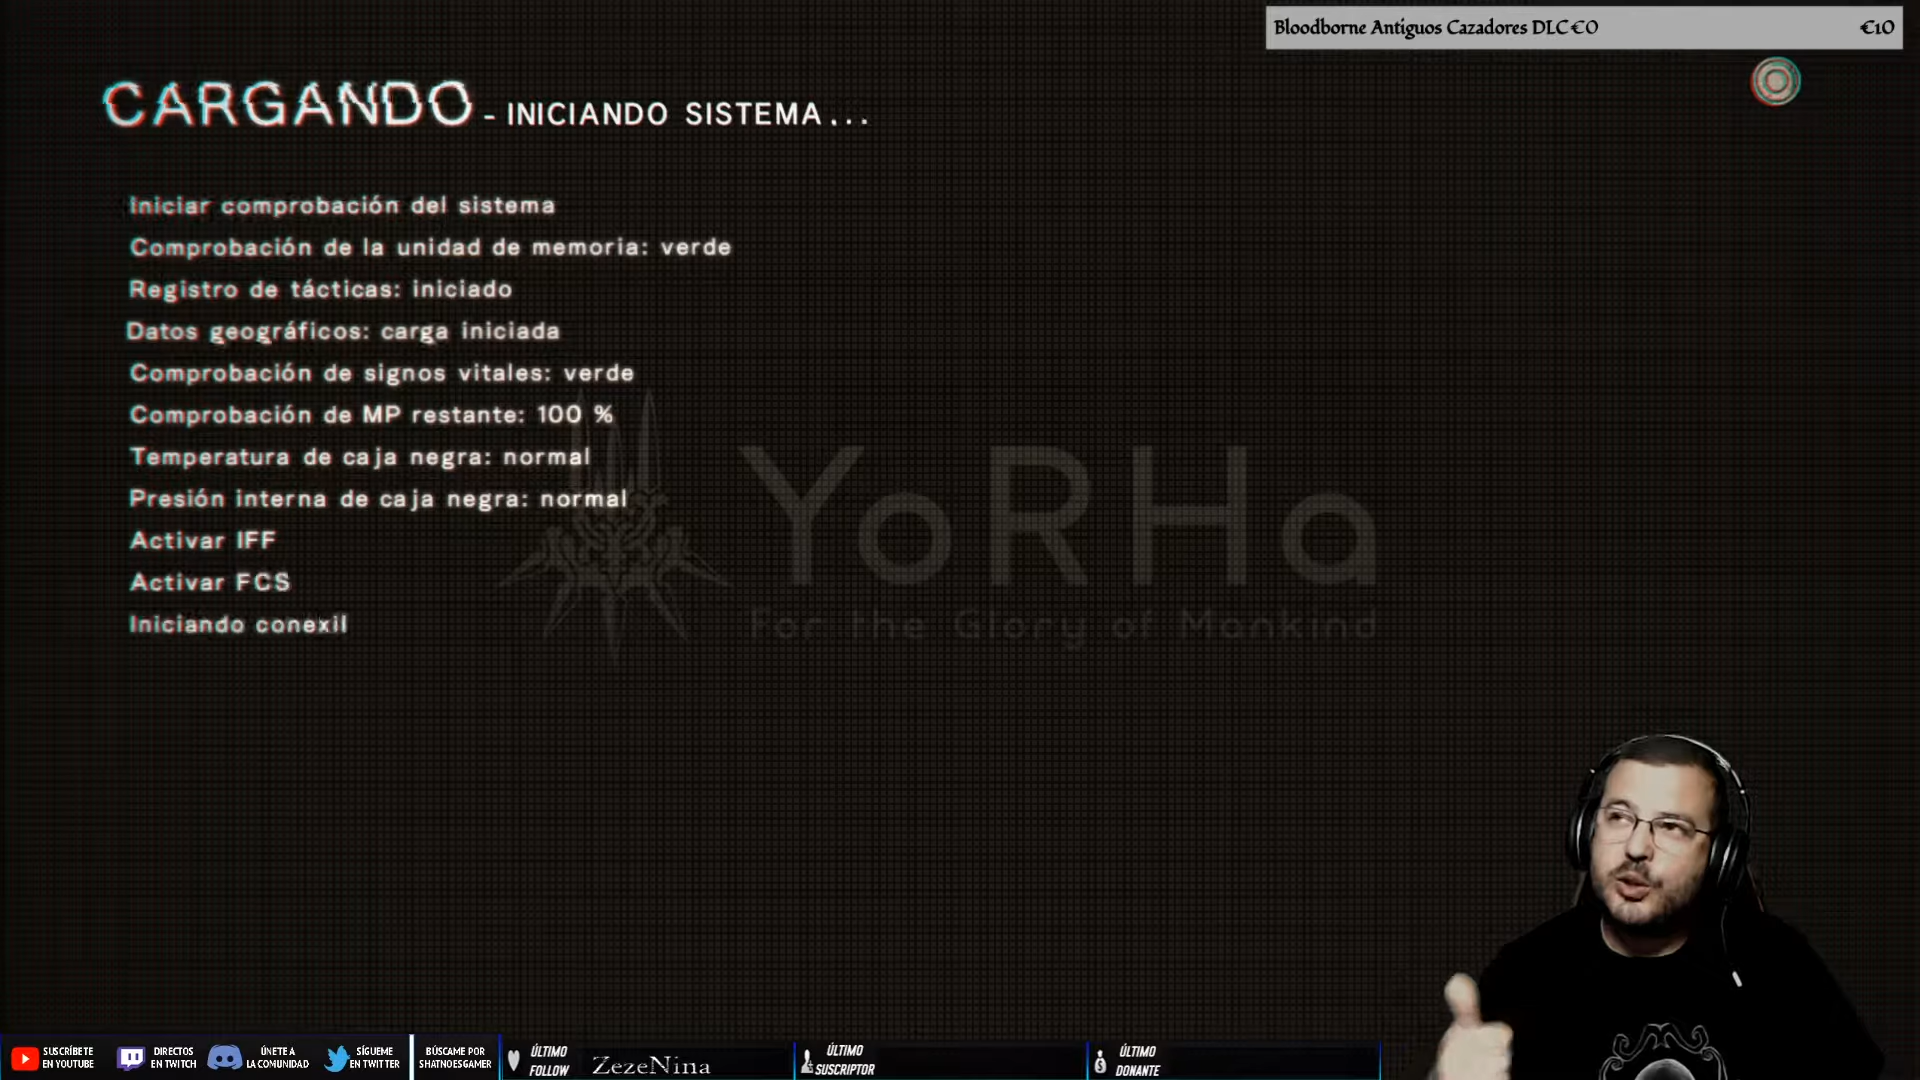 Bloodborne Antiguos Cazadores DLC €0 €10
CARGANDO - INICIANDO SISTEMA...
Iniciar comprobación del sistema
Comprobación de la unidad de memoria: verde
Registro de tácticas: iniciado
Datos geográficos: carga iniciada
Comprobación de signos vitales: verde
Comprobación de MP restante: 100 %
Temperatura de caja negra: normal
Presión interna de caja negra: normal
Activar IFF
Activar FCS
Iniciando conexil
YoRHa
For the Glory of Mankind
SUSCRÍBETE
EN YOUTUBE
DIRECTOS
EN TWITCH
ÚNETE A
LA COMUNIDAD
SÍGUEME
EN TWITTER
BÚSCAME POR
SHATNOESGAMER
ÚLTIMO
FOLLOW
ZezeNina
ÚLTIMO
SUSCRIPTOR
ÚLTIMO
DONANTE